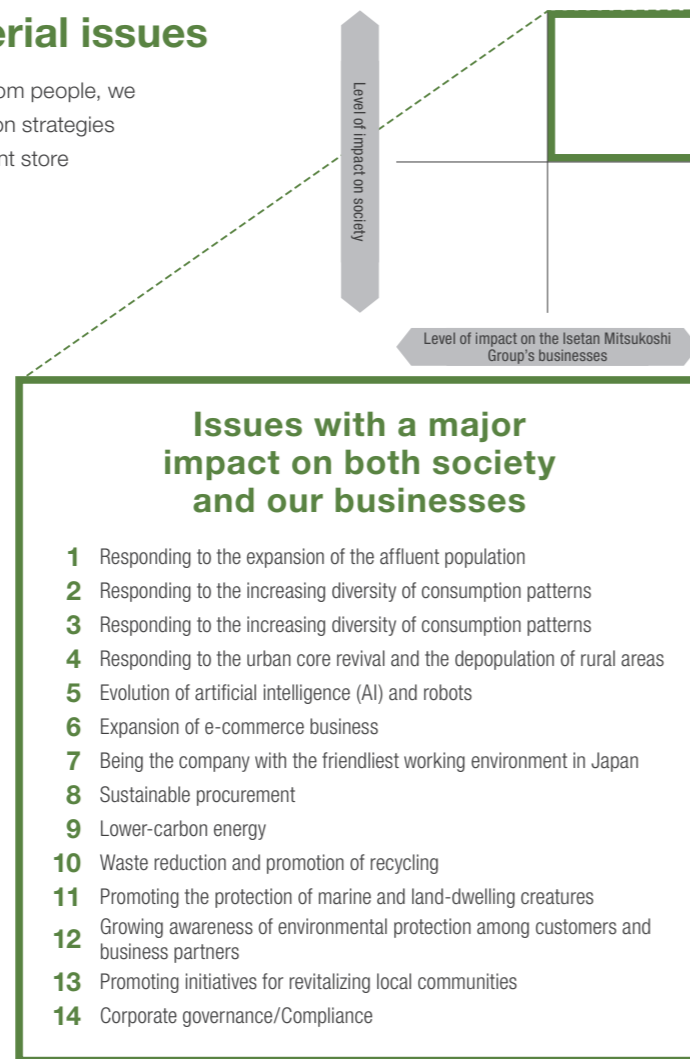 erial issues
om people, we
on strategies
nt store
Level of impact on society
Level of impact on the Isetan Mitsukoshi
Group's businesses
Issues with a major
impact on both society
and our businesses
1 Responding to the expansion of the affluent population
2 Responding to the increasing diversity of consumption patterns
3 Responding to the increasing diversity of consumption patterns
4 Responding to the urban core revival and the depopulation of rural areas
5 Evolution of artificial intelligence (AI) and robots
6 Expansion of e-commerce business
7 Being the company with the friendliest working environment in Japan
8 Sustainable procurement
9 Lower-carbon energy
10 Waste reduction and promotion of recycling
11 Promoting the protection of marine and land-dwelling creatures
12 Growing awareness of environmental protection among customers and
business partners
13 Promoting initiatives for revitalizing local communities
14 Corporate governance/Compliance